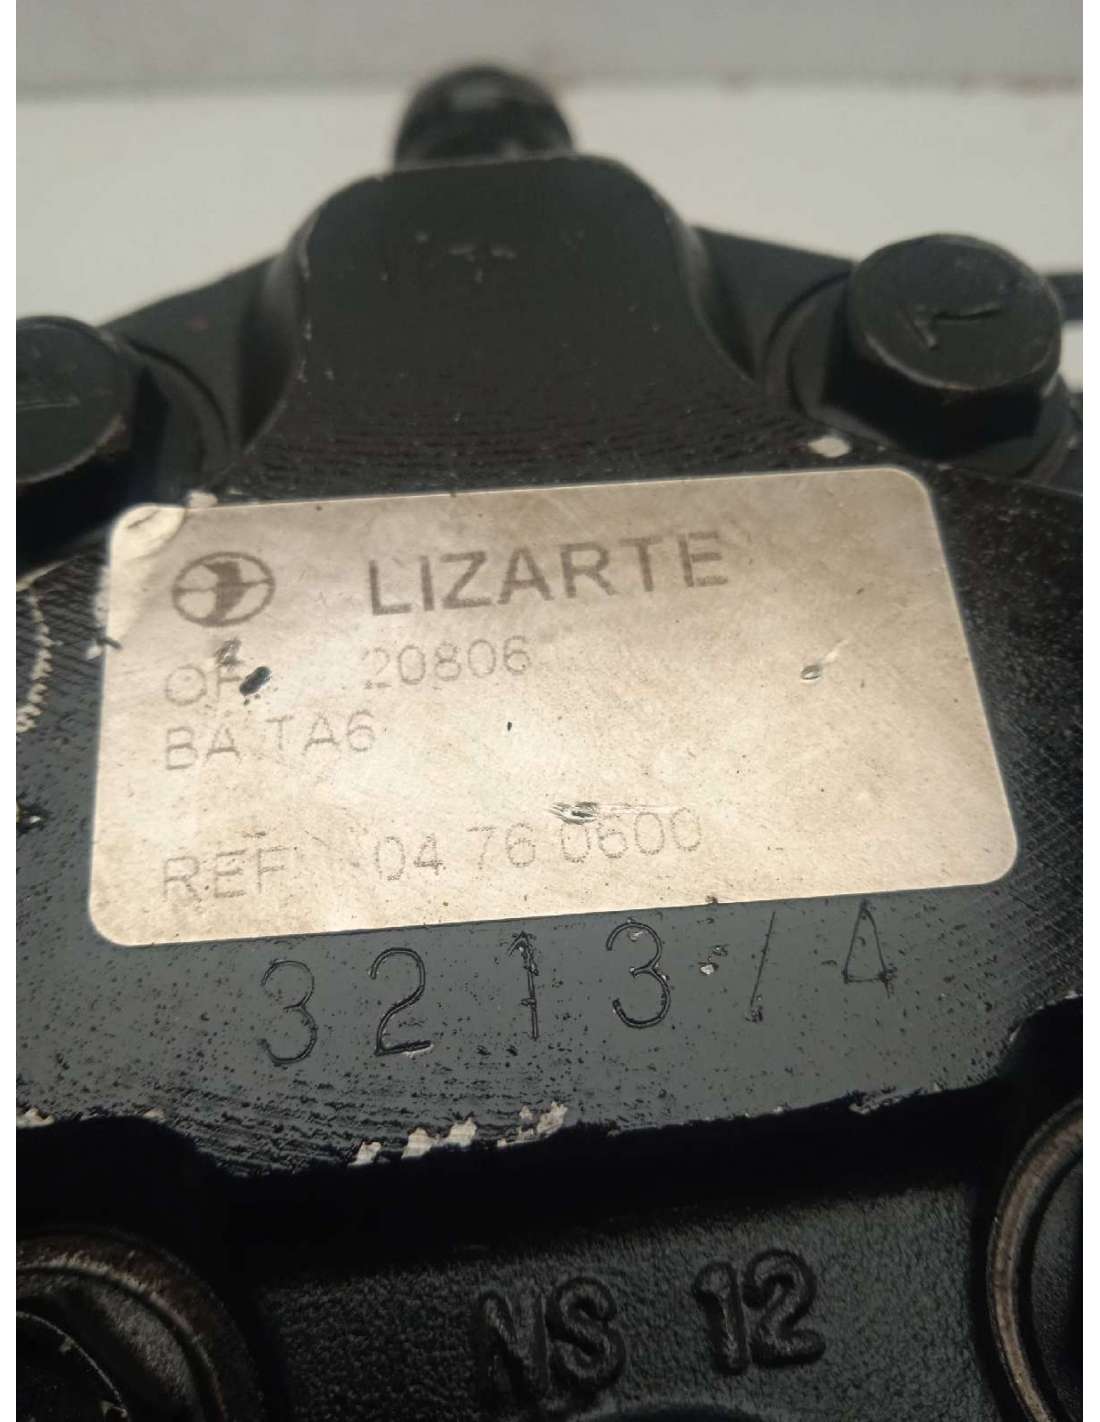 LIZARTE
OF 20806
BA TA6
REF 04 76 0600
3213/4
NS 12